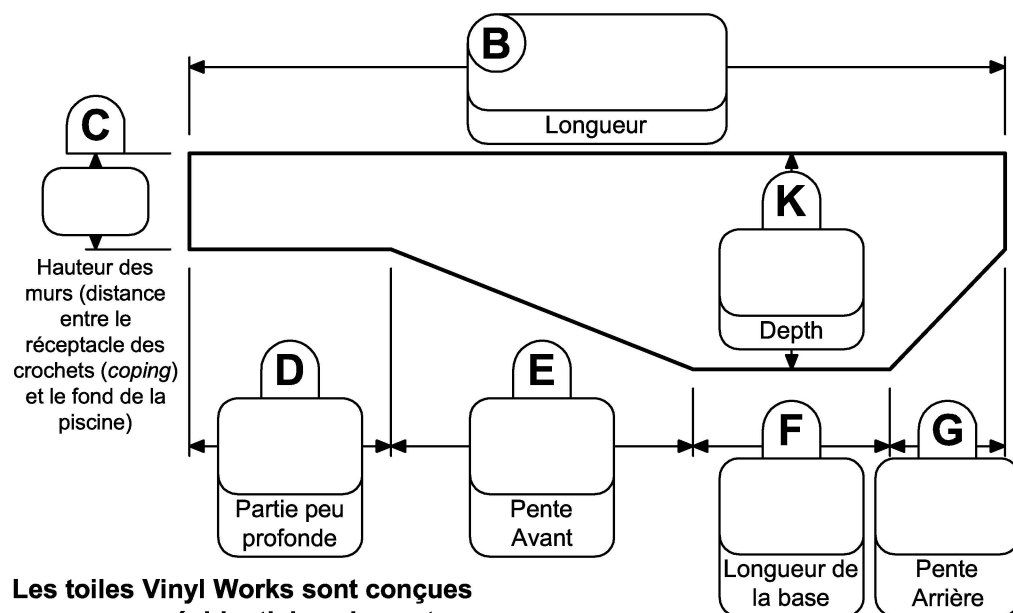 B
Longueur
C
Hauteur des
murs (distance
entre le
réceptacle des
crochets (coping)
et le fond de la
piscine)
K
Depth
D
Partie peu
profonde
E
Pente
Avant
F
Longueur de
la base
G
Pente
Arrière
Les toiles Vinyl Works sont conçues